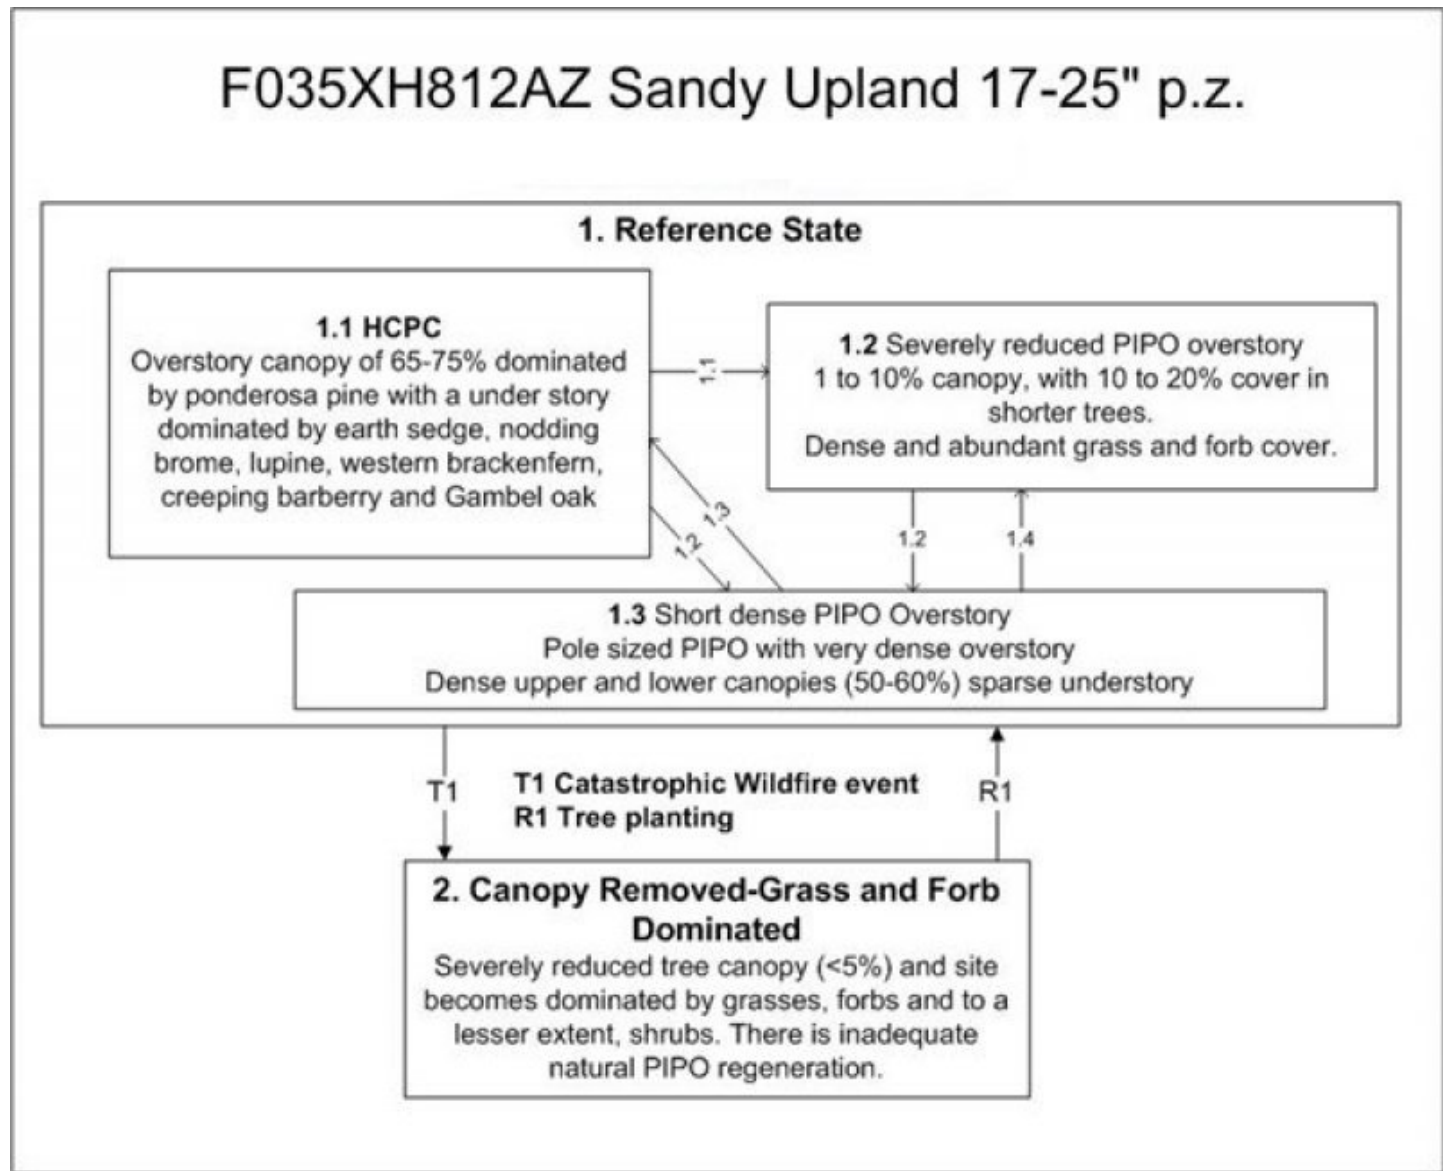 F035XH812AZ Sandy Upland 17-25" p.z.
1. Reference State
1.1 HCPC
Overstory canopy of 65-75% dominated
by ponderosa pine with a under story
dominated by earth sedge, nodding
brome, lupine, western brackenfern,
creeping barberry and Gambel oak
1.1
1.2 Severely reduced PIPO overstory
1 to 10% canopy, with 10 to 20% cover in
shorter trees.
Dense and abundant grass and forb cover.
1.3
1.2
1.2
1.4
1.3 Short dense PIPO Overstory
Pole sized PIPO with very dense overstory
Dense upper and lower canopies (50-60%) sparse understory
T1
T1 Catastrophic Wildfire event
R1 Tree planting
R1
2. Canopy Removed-Grass and Forb
Dominated
Severely reduced tree canopy (<5%) and site
becomes dominated by grasses, forbs and to a
lesser extent, shrubs. There is inadequate
natural PIPO regeneration.